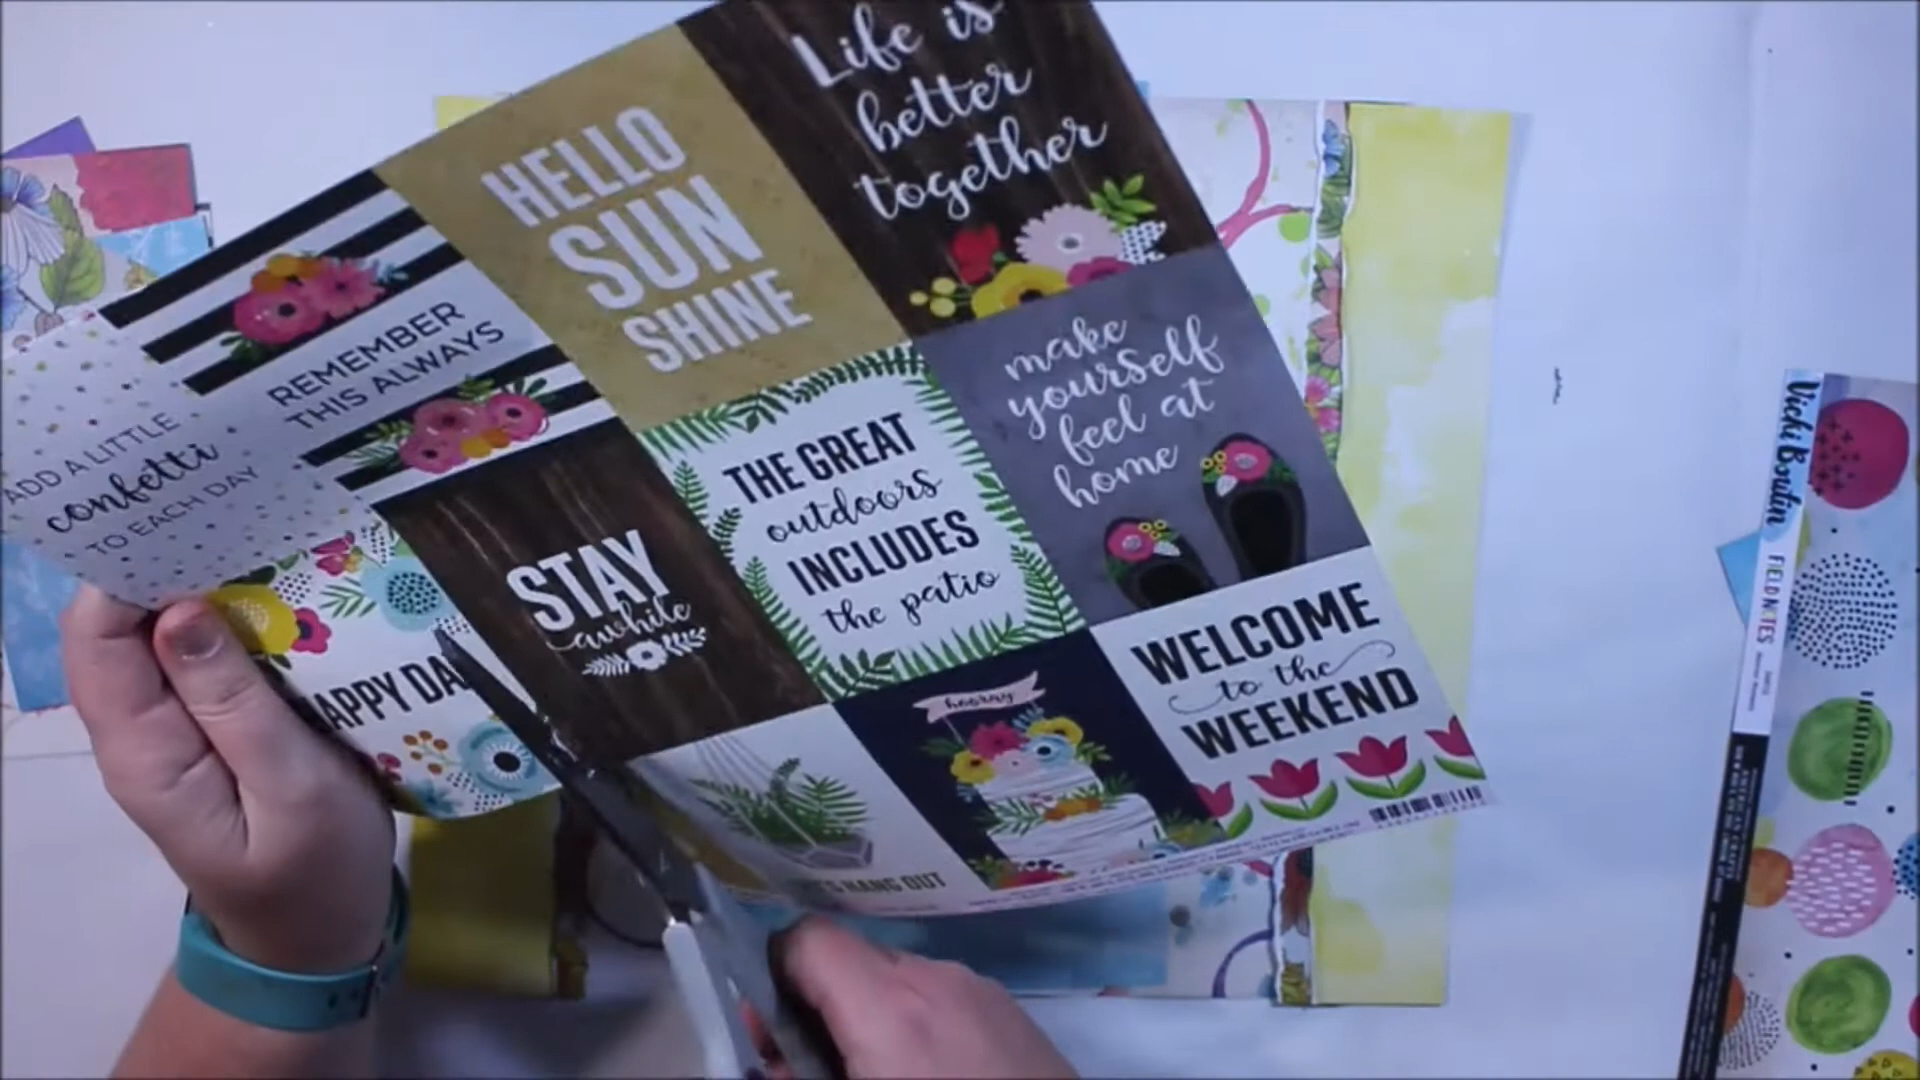 Life is
better
together
HELLO
SUN
SHINE
REMEMBER
THIS ALWAYS
ADD A LITTLE
confetti
TO EACH DAY
make
yourself
feel at
home
THE GREAT
outdoors
INCLUDES
the patio
STAY
awhile
APPY DA
WELCOME
to the
WEEKEND
hooray
HANG OUT
Vicki Boutin
FIELD NOTES